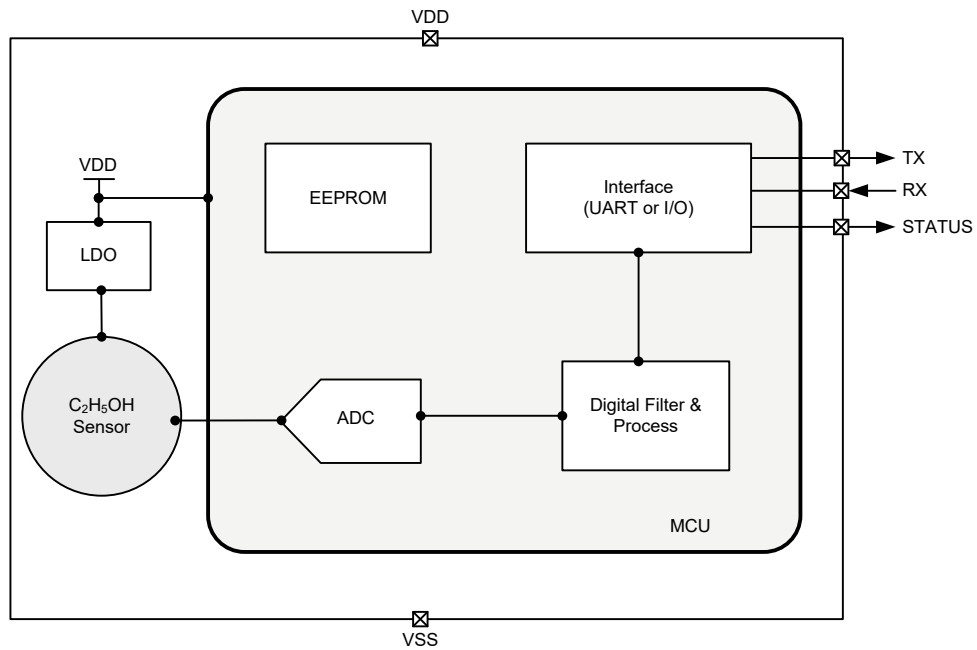 VDD
TX
RX
STATUS
VDD
LDO
EEPROM
Interface
(UART or I/O)
C₂H₅OH
Sensor
ADC
Digital Filter &
Process
MCU
VSS